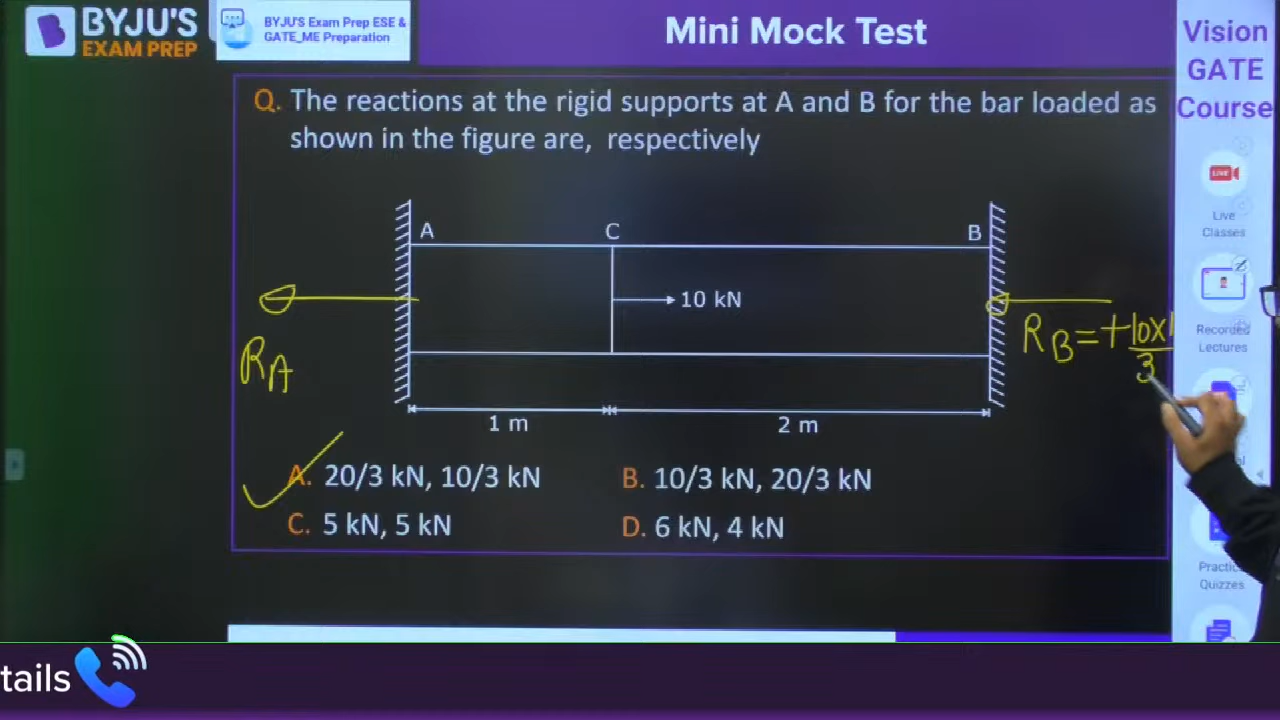 BYJU'S
EXAM PREP
BYJU'S Exam Prep ESE &
GATE_ME Preparation
Mini Mock Test
Vision
GATE
Course
Q. The reactions at the rigid supports at A and B for the bar loaded as
shown in the figure are, respectively
A
C
B
10 kN
R_A
R_B = +10x1
3
1 m
2 m
A. 20/3 kN, 10/3 kN
B. 10/3 kN, 20/3 kN
C. 5 kN, 5 kN
D. 6 kN, 4 kN
LIVE
Live
Classes
Recorded
Lectures
Quizzes
tails